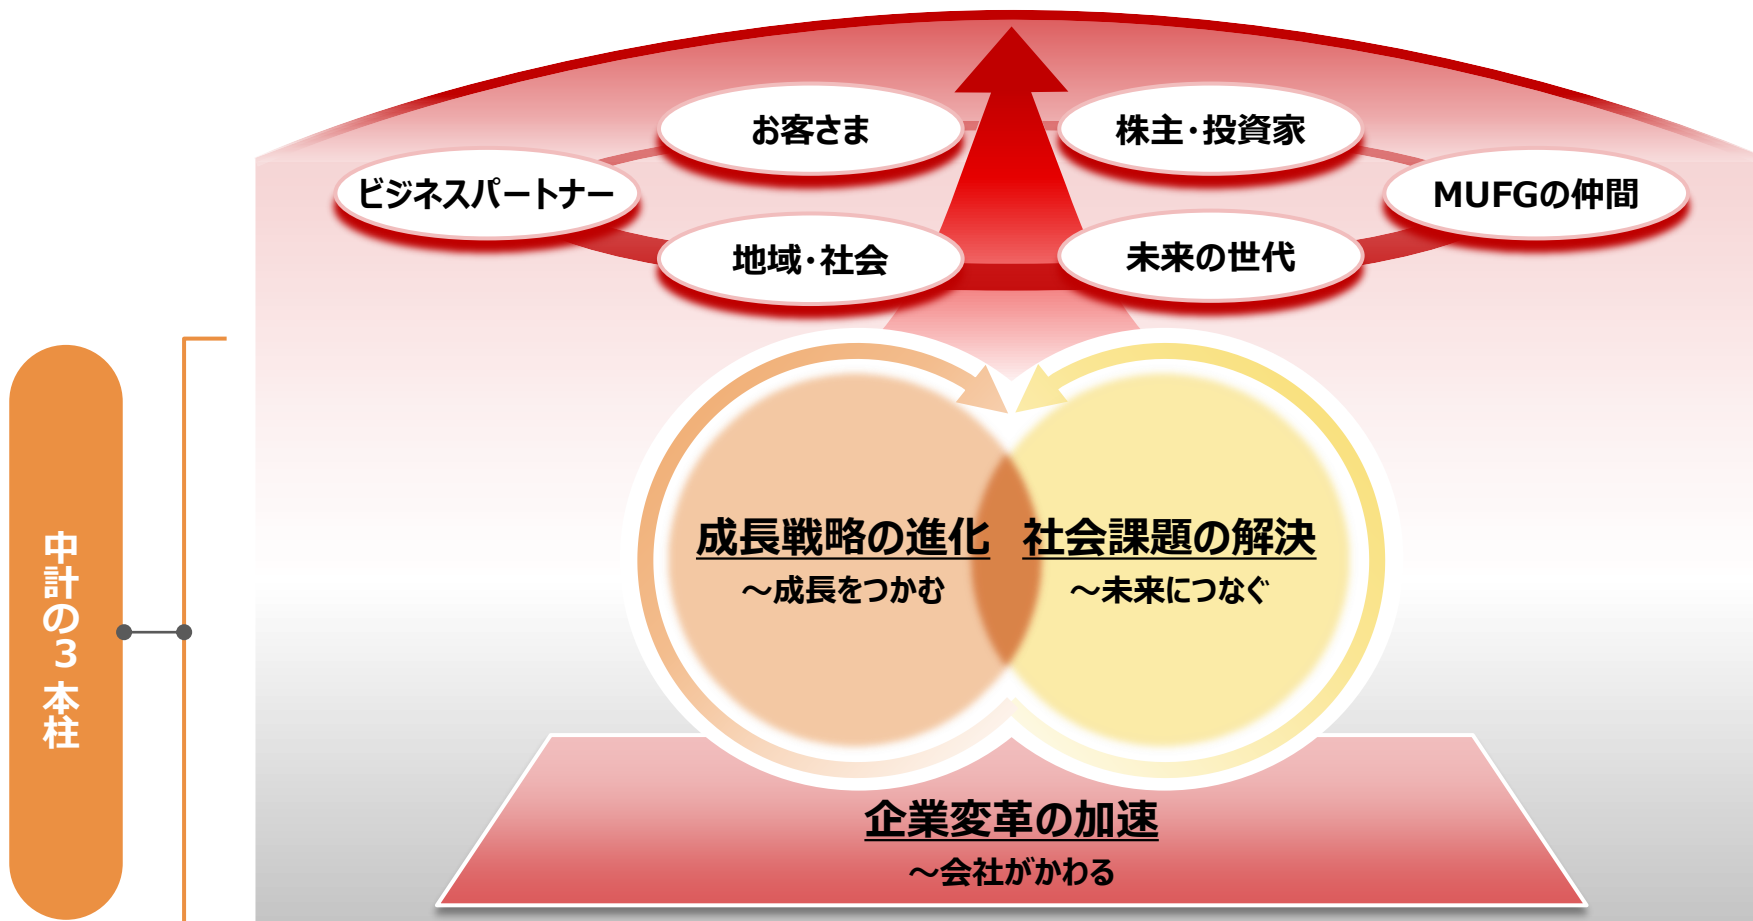 お客さま
株主・投資家
ビジネスパートナー
MUFGの仲間
地域・社会
未来の世代
中計の3本柱
成長戦略の進化
～成長をつかむ
社会課題の解決
～未来につなぐ
企業変革の加速
～会社がかわる